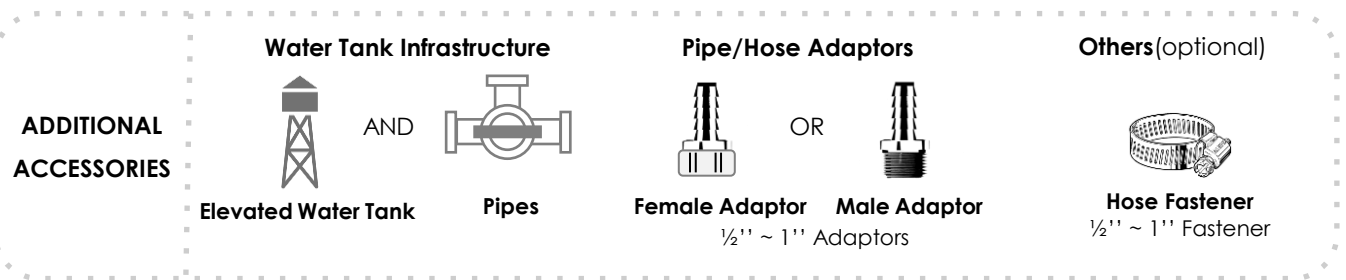 ADDITIONAL
ACCESSORIES
Water Tank Infrastructure
AND
Elevated Water Tank
Pipes
Pipe/Hose Adaptors
OR
Female Adaptor
Male Adaptor
½’’ ~ 1’’ Adaptors
Others(optional)
Hose Fastener
½’’ ~ 1’’ Fastener